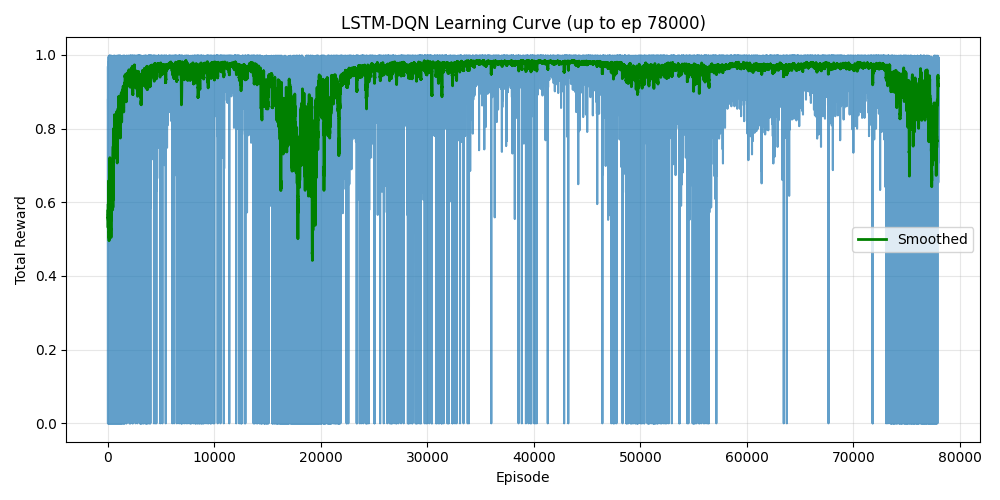 LSTM-DQN Learning Curve (up to ep 78000)
1.0
0.8
0.6
0.4
0.2
0.0
Total Reward
Smoothed
0 10000 20000 30000 40000 50000 60000 70000 80000
Episode